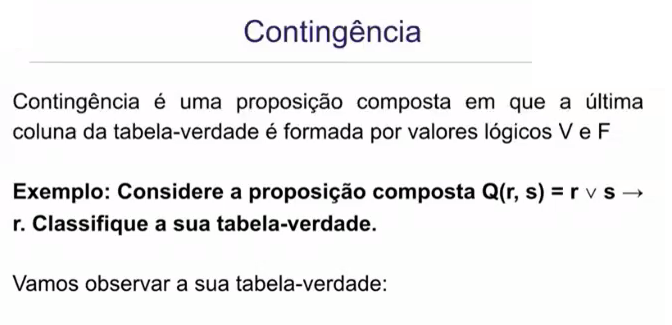 Contingência
Contingência é uma proposição composta em que a última
coluna da tabela-verdade é formada por valores lógicos V e F
Exemplo: Considere a proposição composta Q(r, s) = r ∨ s →
r. Classifique a sua tabela-verdade.
Vamos observar a sua tabela-verdade: